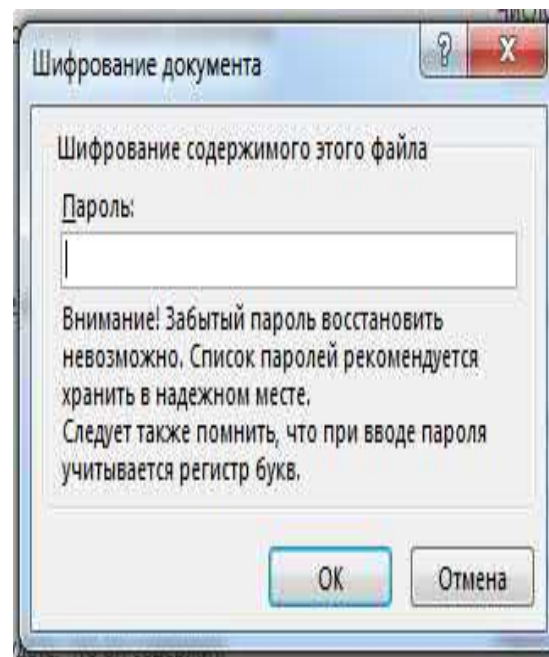 Шифрование документа
Шифрование содержимого этого файла
Пароль:
Внимание! Забытый пароль восстановить
невозможно. Список паролей рекомендуется
хранить в надежном месте.
Следует также помнить, что при вводе пароля
учитывается регистр букв.
ОК Отмена